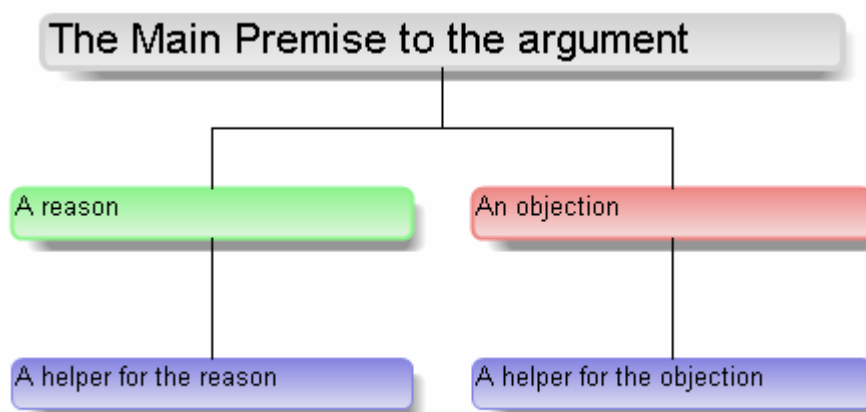 The Main Premise to the argument
A reason
An objection
A helper for the reason
A helper for the objection